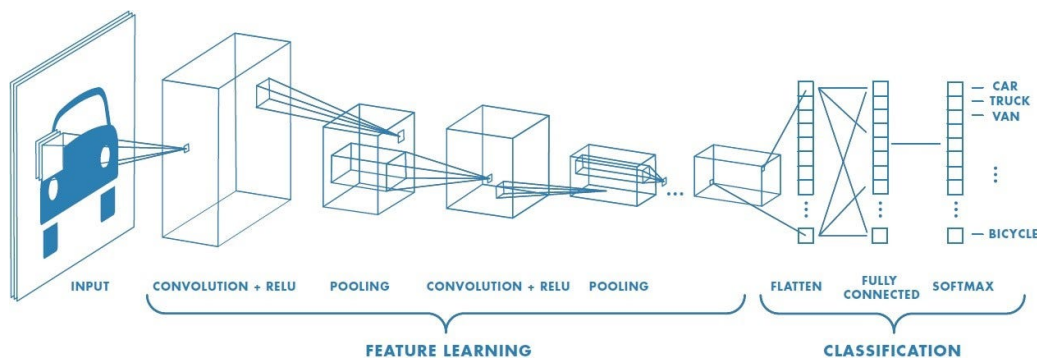 CAR
TRUCK
VAN
BICYCLE
INPUT
CONVOLUTION + RELU
POOLING
CONVOLUTION + RELU
POOLING
FLATTEN
FULLY
CONNECTED
SOFTMAX
FEATURE LEARNING
CLASSIFICATION